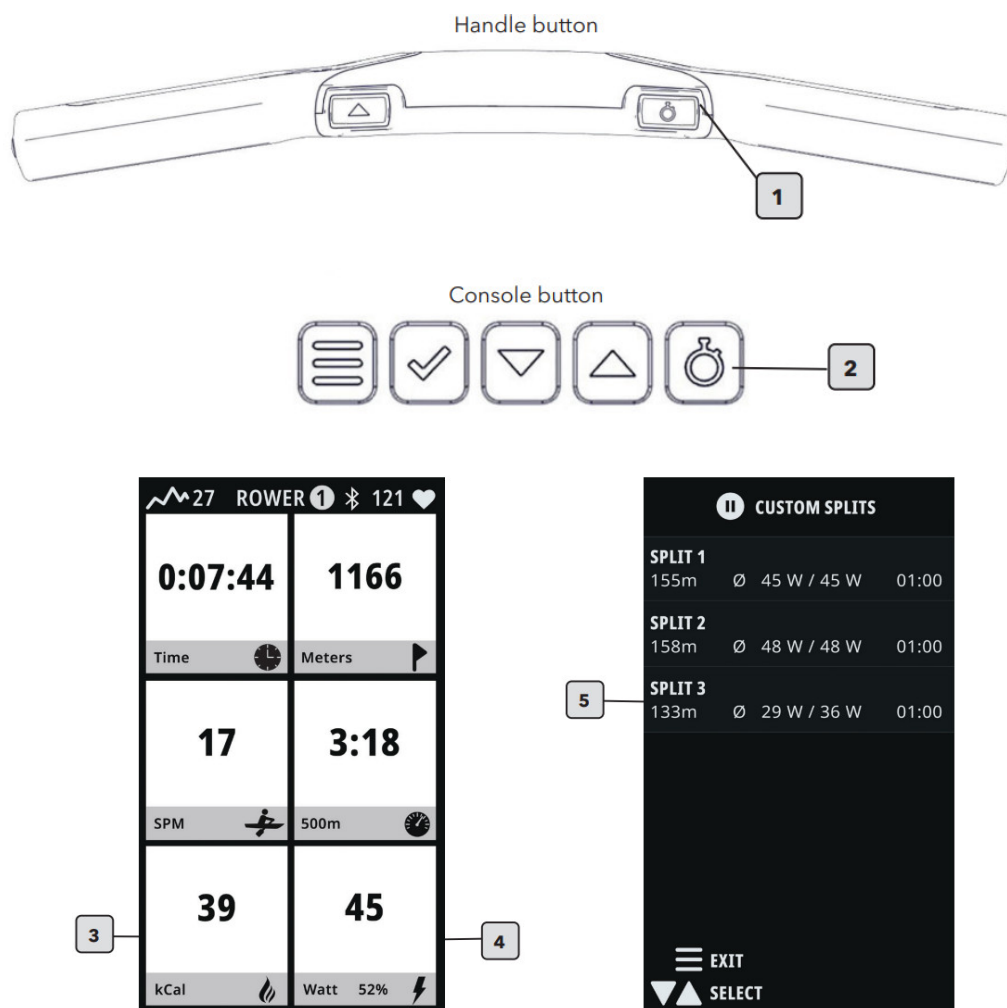 Handle button
1
Console button
2
27 ROWER 1 121
0:07:44 1166
Time Meters
17 3:18
SPM 500m
39 45
kCal Watt 52%
3
4
CUSTOM SPLITS
SPLIT 1
155m Ø 45 W / 45 W 01:00
SPLIT 2
158m Ø 48 W / 48 W 01:00
SPLIT 3
133m Ø 29 W / 36 W 01:00
5
EXIT
SELECT